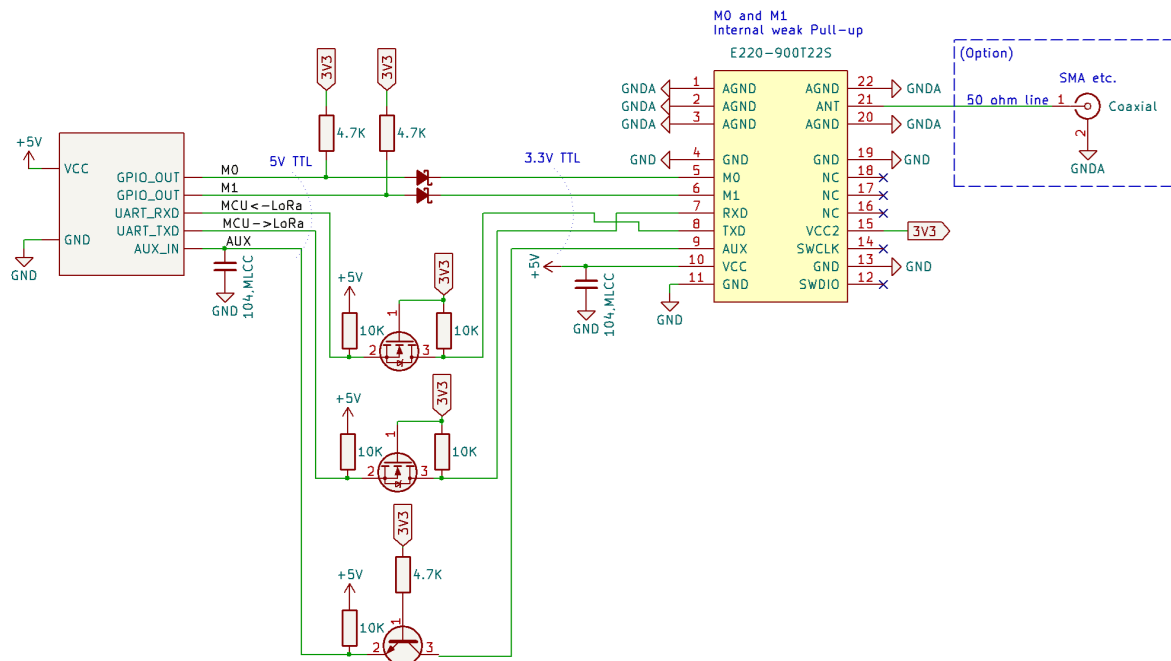 M0 and M1
Internal weak Pull-up
E220-900T22S
(Option)
SMA etc.
50 ohm line
1
Coaxial
2
GNDA
3V3
3V3
4.7K
4.7K
+5V
VCC
GND
GND
GPIO_OUT
GPIO_OUT
UART_RXD
UART_TXD
AUX_IN
M0
M1
MCU<-LoRa
MCU->LoRa
AUX
5V TTL
3.3V TTL
GND
104,MLCC
GNDA 1 AGND
GNDA 2 AGND
GNDA 3 AGND
GND 4 GND
5 M0
6 M1
7 RXD
8 TXD
9 AUX
+5V 10 VCC
11 GND
GND
GND
104,MLCC
AGND 22 GNDA
ANT 21
AGND 20 GNDA
GND 19 GND
NC 18
NC 17
NC 16
VCC2 15 3V3
SWCLK 14
GND 13 GND
SWDIO 12
+5V
10K
1
2
3
3V3
10K
+5V
10K
1
2
3
3V3
10K
3V3
4.7K
+5V
10K
1
2
3